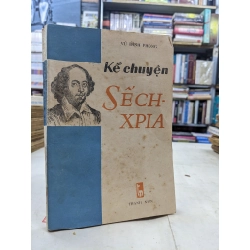 VŨ ĐÌNH PHÒNG
Kể chuyện
SẾCH-
XPIA